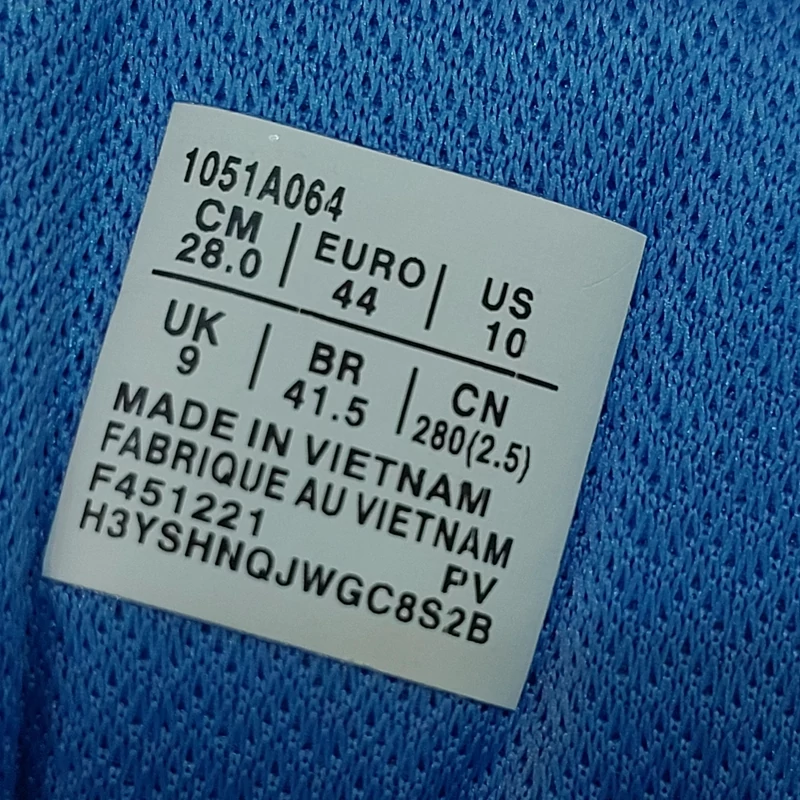 1051A064
CM | EURO | US
28.0 44 10
UK | BR | CN
9 41.5 280(2.5)
MADE IN VIETNAM
FABRIQUE AU VIETNAM
F451221 PV
H3YSHNQJWGC8S2B